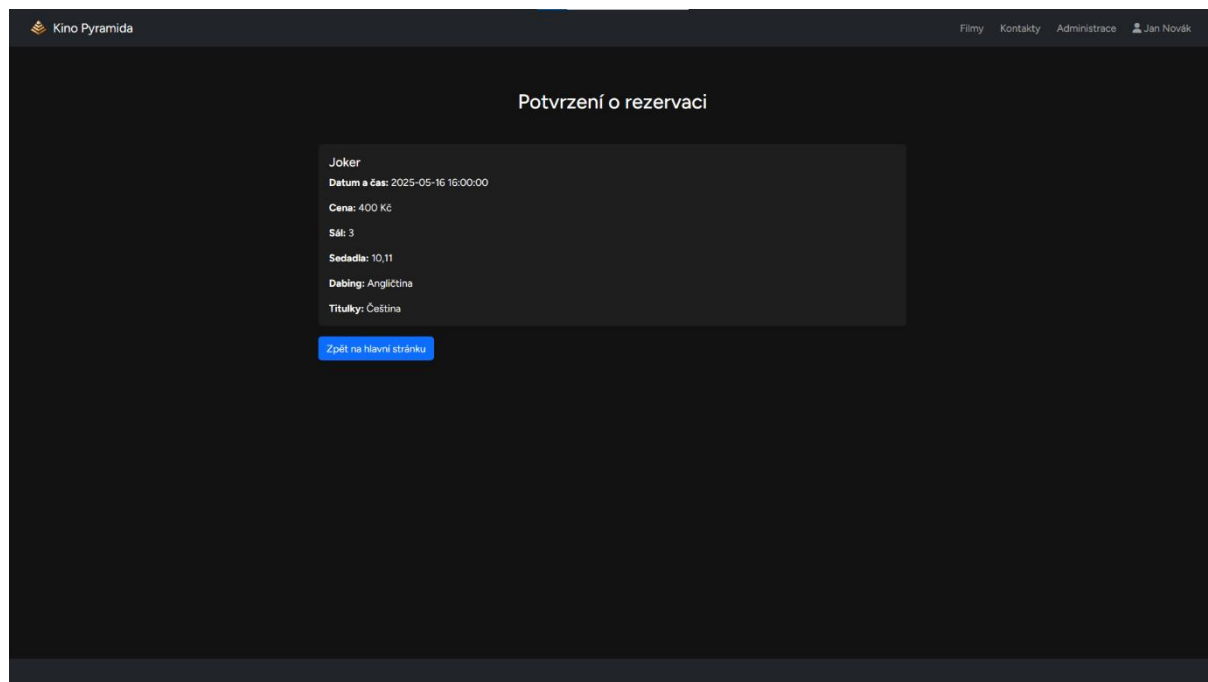 Kino Pyramida
Filmy Kontakty Administrace Jan Novák
Potvrzení o rezervaci
Joker
Datum a čas: 2025-05-16 16:00:00
Cena: 400 Kč
Sál: 3
Sedadla: 10,11
Dabing: Angličtina
Titulky: Čeština
Zpět na hlavní stránku